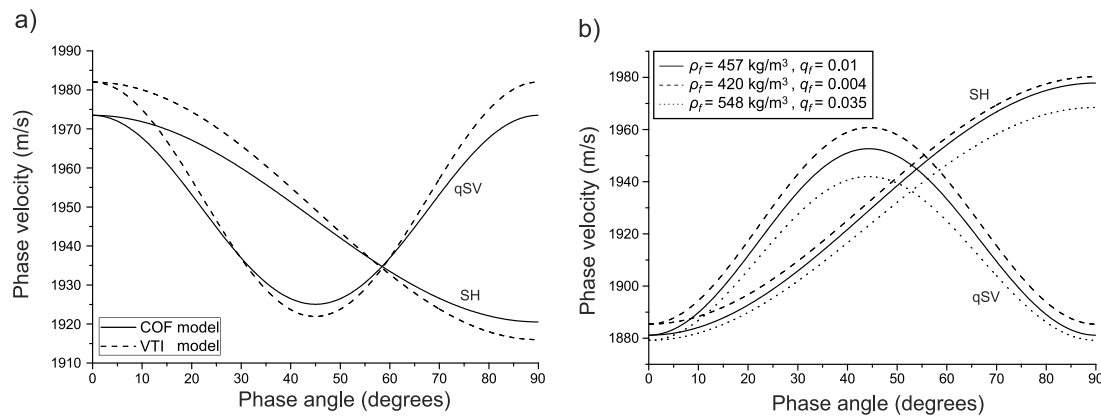 a)
1990
1980
1970
1960
1950
1940
1930
1920
1910
Phase velocity (m/s)
qSV
SH
COF model
VTI model
0 10 20 30 40 50 60 70 80 90
Phase angle (degrees)
b)
ρf = 457 kg/m³ , qf = 0.01
ρf = 420 kg/m³ , qf = 0.004
ρf = 548 kg/m³ , qf = 0.035
1980
1960
1940
1920
1900
1880
Phase velocity (m/s)
SH
qSV
0 10 20 30 40 50 60 70 80 90
Phase angle (degrees)